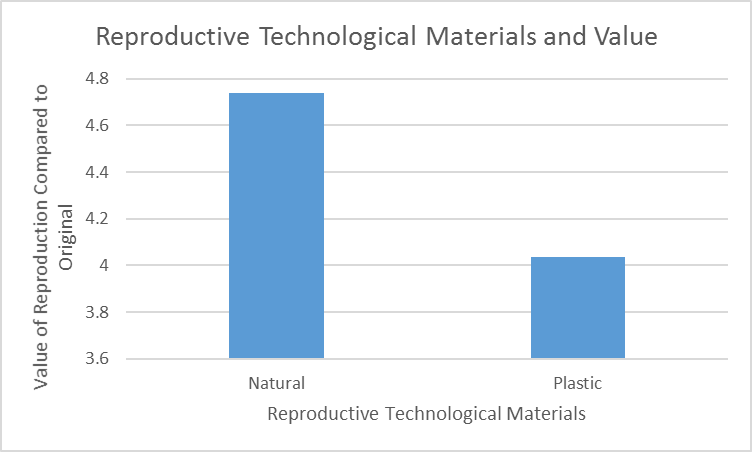 Reproductive Technological Materials and Value
Value of Reproduction Compared to
Original
4.8
4.6
4.4
4.2
4
3.8
3.6
Natural
Plastic
Reproductive Technological Materials